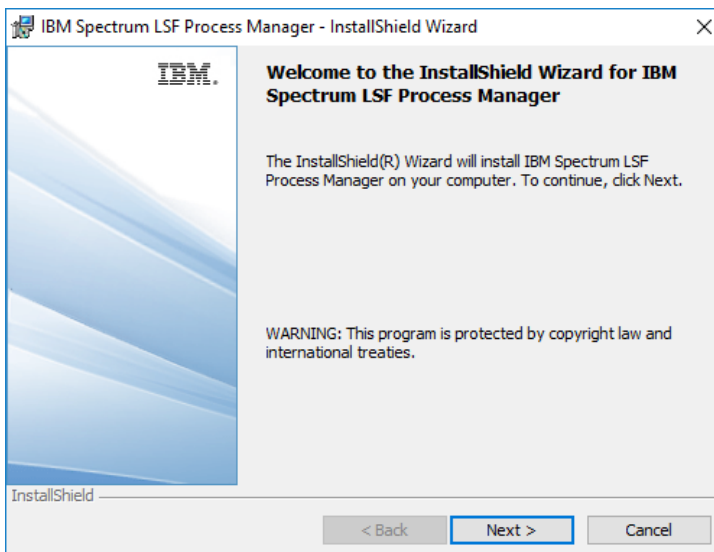 IBM Spectrum LSF Process Manager - InstallShield Wizard
IBM.
Welcome to the InstallShield Wizard for IBM
Spectrum LSF Process Manager
The InstallShield(R) Wizard will install IBM Spectrum LSF
Process Manager on your computer. To continue, click Next.
WARNING: This program is protected by copyright law and
international treaties.
InstallShield
< Back
Next >
Cancel